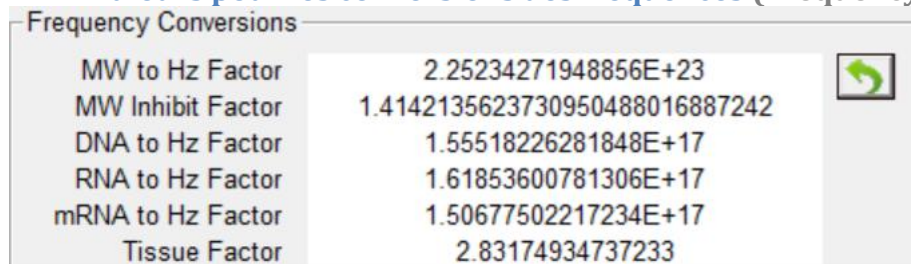 Frequency Conversions
MW to Hz Factor 2.25234271948856E+23
MW Inhibit Factor 1.4142135623730950488016887242
DNA to Hz Factor 1.55518226281848E+17
RNA to Hz Factor 1.61853600781306E+17
mRNA to Hz Factor 1.50677502217234E+17
Tissue Factor 2.83174934737233